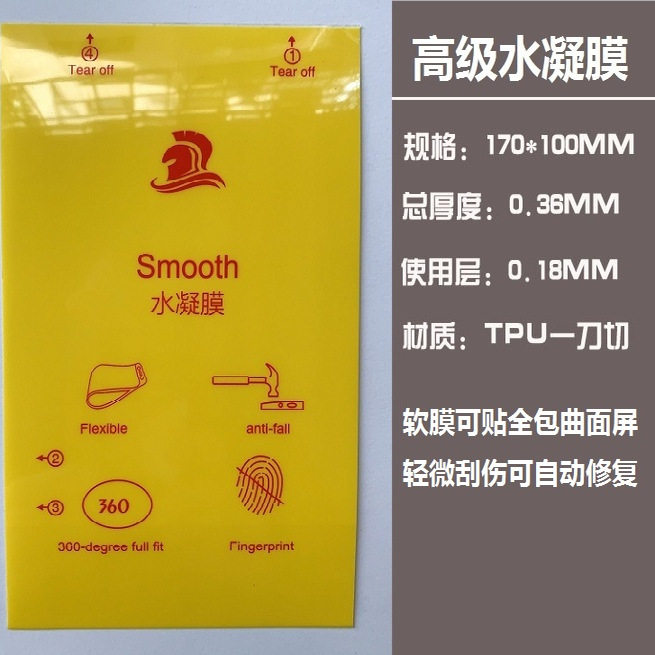 ④
Tear off
①
Tear off
Smooth
水凝膜
Flexible
anti-fall
②
③
360
360-degree full fit
Fingerprint
高级水凝膜
规格：170*100MM
总厚度：0.36MM
使用层：0.18MM
材质：TPU一刀切
软膜可贴全包曲面屏
轻微刮伤可自动修复